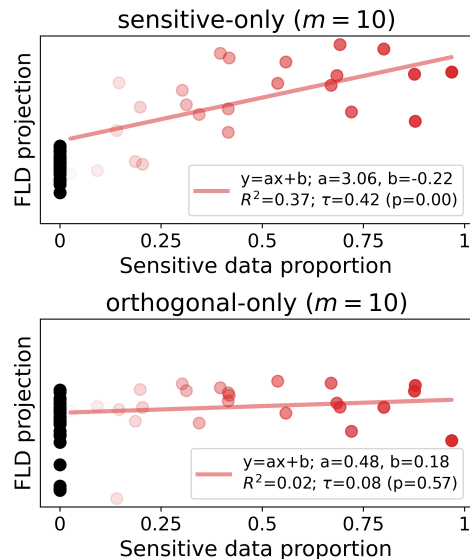 sensitive-only (m = 10)
FLD projection
y=ax+b; a=3.06, b=-0.22
R²=0.37; τ=0.42 (p=0.00)
0 0.25 0.5 0.75 1
Sensitive data proportion
orthogonal-only (m = 10)
FLD projection
y=ax+b; a=0.48, b=0.18
R²=0.02; τ=0.08 (p=0.57)
0 0.25 0.5 0.75 1
Sensitive data proportion